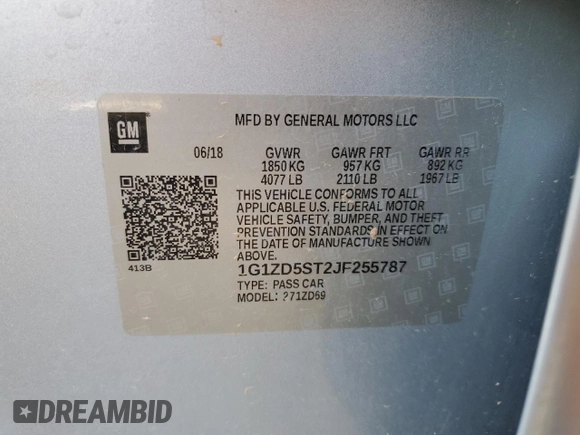 GM
MFD BY GENERAL MOTORS LLC
06/18 GVWR GAWR FRT GAWR RR
1850 KG 957 KG 892 KG
4077 LB 2110 LB 1967 LB
THIS VEHICLE CONFORMS TO ALL
APPLICABLE U.S. FEDERAL MOTOR
VEHICLE SAFETY, BUMPER, AND THEFT
PREVENTION STANDARDS IN EFFECT ON
THE DATE OF MANUFACTURE SHOWN
ABOVE.
413B
1G1ZD5ST2JF255787
TYPE: PASS CAR
MODEL:
DREAMBID